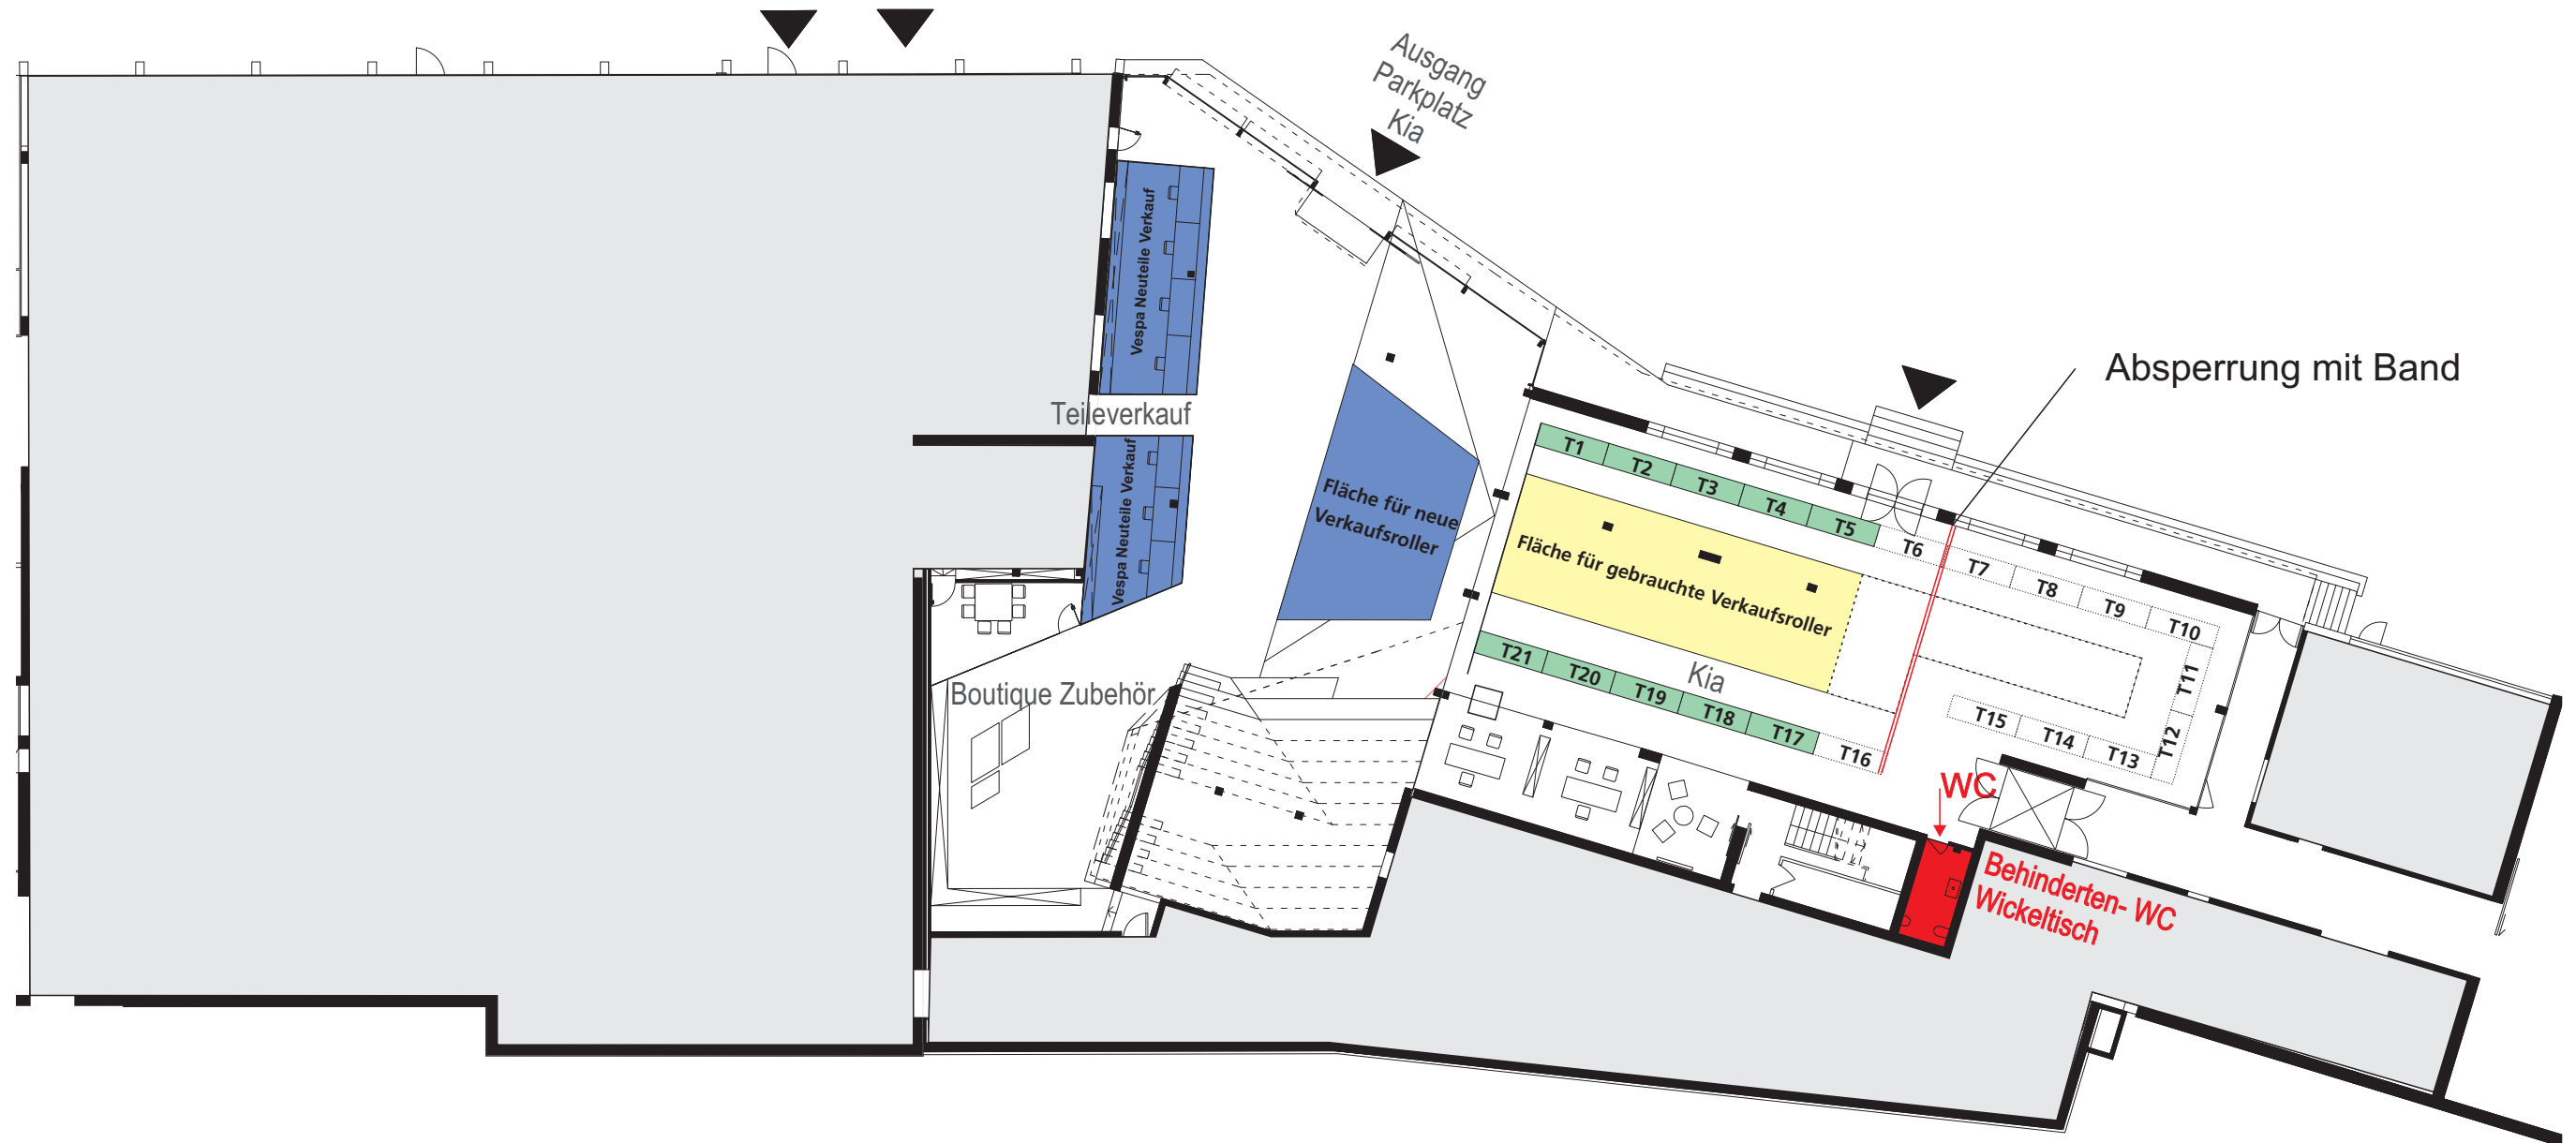 Ausgang
Parkplatz
Kia
Vespa Neuteile Verkauf
Absperrung mit Band
Teileverkauf
Vespa Neuteile Verkauf
Fläche für neue
Verkaufsroller
T1
T2
T3
T4
T5
T6
T7
T8
T9
T10
T11
T12
T13
T14
T15
Fläche für gebrauchte Verkaufsroller
Kia
T21
T20
T19
T18
T17
T16
Boutique Zubehör
WC
Behinderten- WC
Wickeltisch